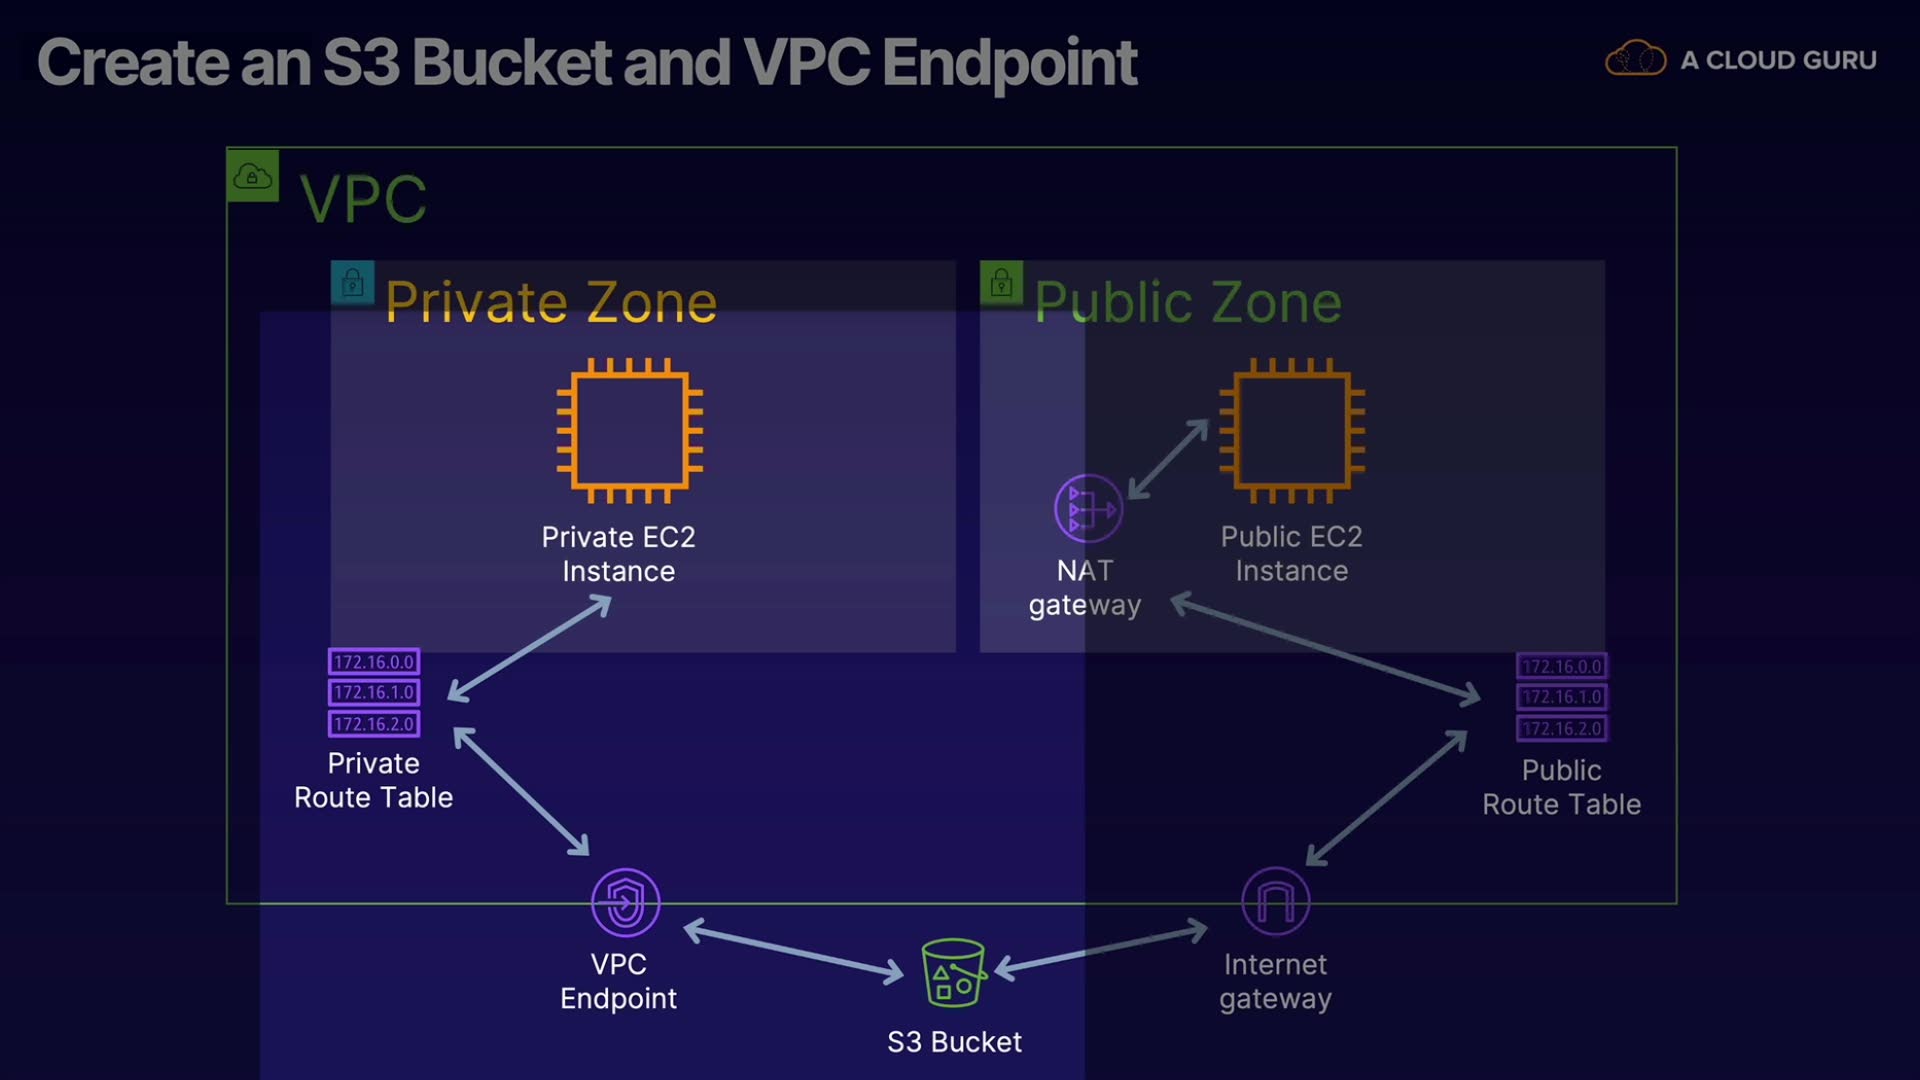 Create an S3 Bucket and VPC Endpoint
A CLOUD GURU
VPC
Private Zone
Public Zone
Private EC2
Instance
NAT
gateway
Public EC2
Instance
172.16.0.0
172.16.1.0
172.16.2.0
Private
Route Table
172.16.0.0
172.16.1.0
172.16.2.0
Public
Route Table
VPC
Endpoint
S3 Bucket
Internet
gateway